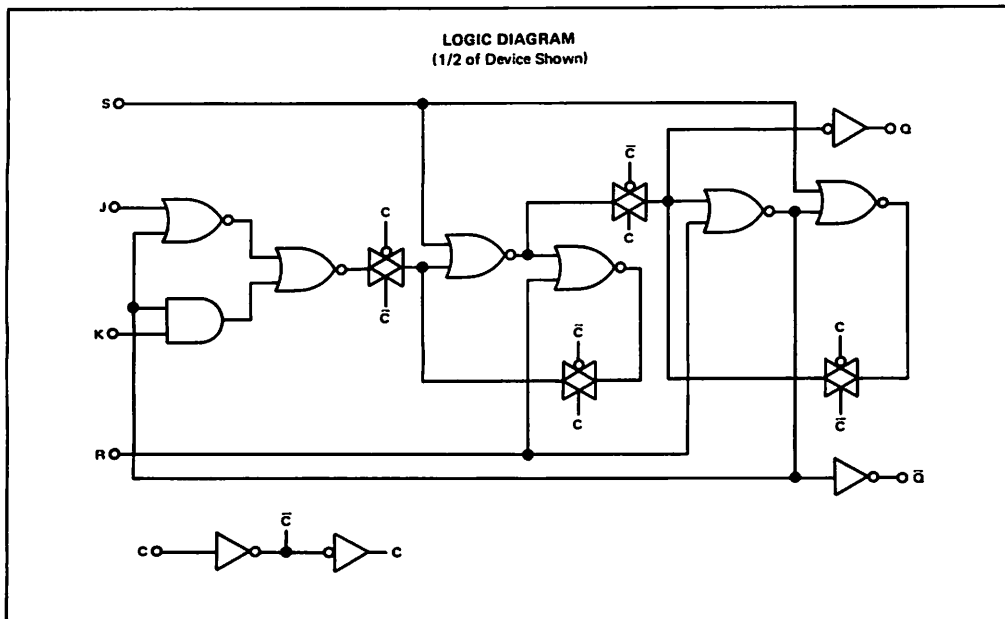 LOGIC DIAGRAM
(1/2 of Device Shown)
S
Q
C̅
J
C
C
C̅
C̅
C
K
C
C̅
R
Q̅
C̅
C
C